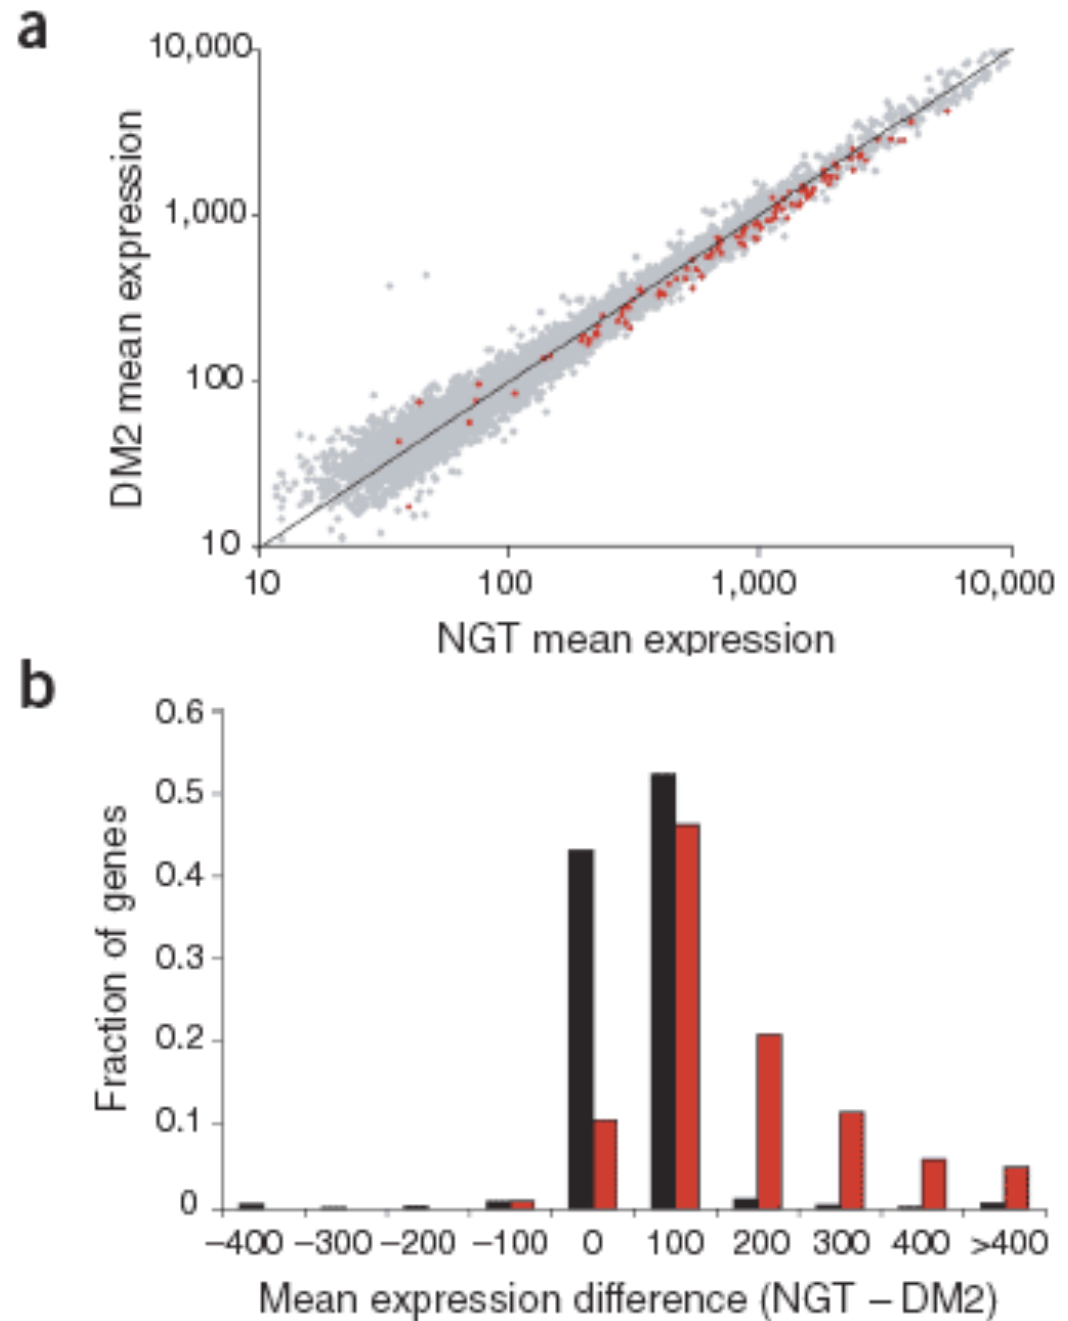 a
10,000
1,000
100
10
DM2 mean expression
10 100 1,000 10,000
NGT mean expression
b
0.6
0.5
0.4
0.3
0.2
0.1
0
Fraction of genes
–400 –300 –200 –100 0 100 200 300 400 >400
Mean expression difference (NGT – DM2)